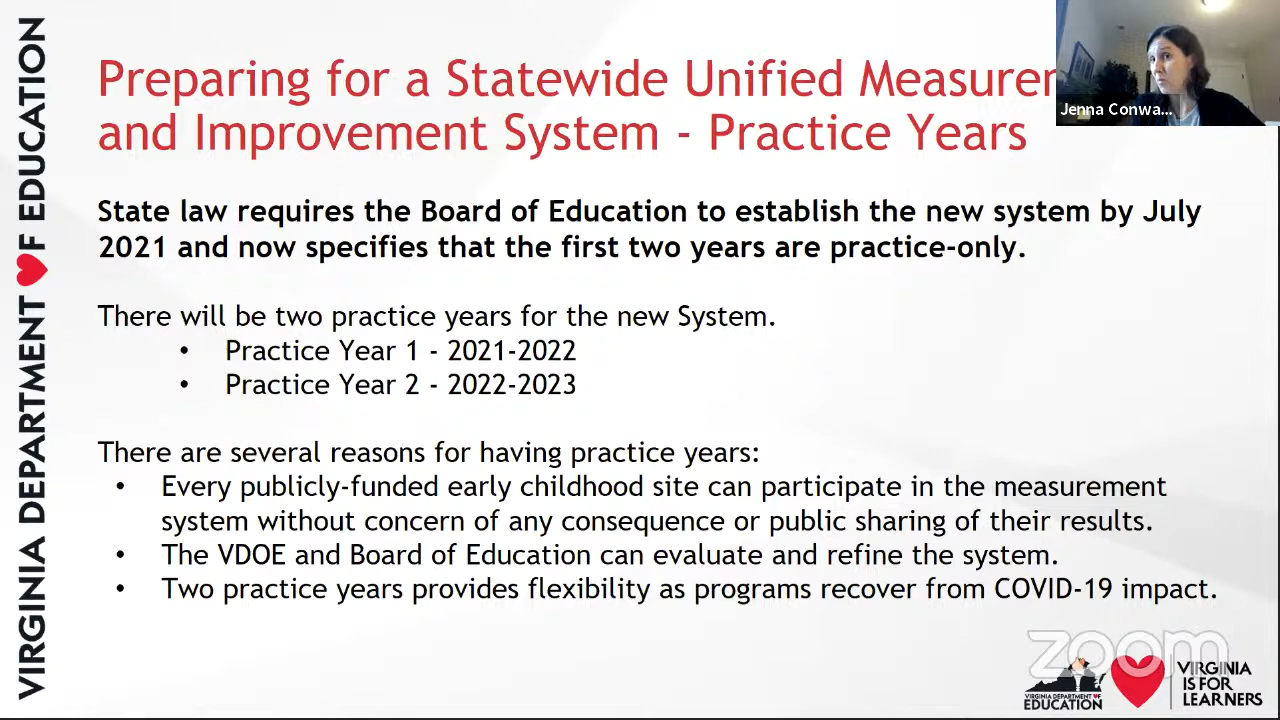 VIRGINIA DEPARTMENT OF EDUCATION
Preparing for a Statewide Unified Measurer
and Improvement System - Practice Years
Jenna Conwa...
State law requires the Board of Education to establish the new system by July
2021 and now specifies that the first two years are practice-only.
There will be two practice years for the new System.
• Practice Year 1 - 2021-2022
• Practice Year 2 - 2022-2023
There are several reasons for having practice years:
• Every publicly-funded early childhood site can participate in the measurement
system without concern of any consequence or public sharing of their results.
• The VDOE and Board of Education can evaluate and refine the system.
• Two practice years provides flexibility as programs recover from COVID-19 impact.
zoom
VIRGINIA DEPARTMENT OF
EDUCATION
VIRGINIA
IS FOR
LEARNERS